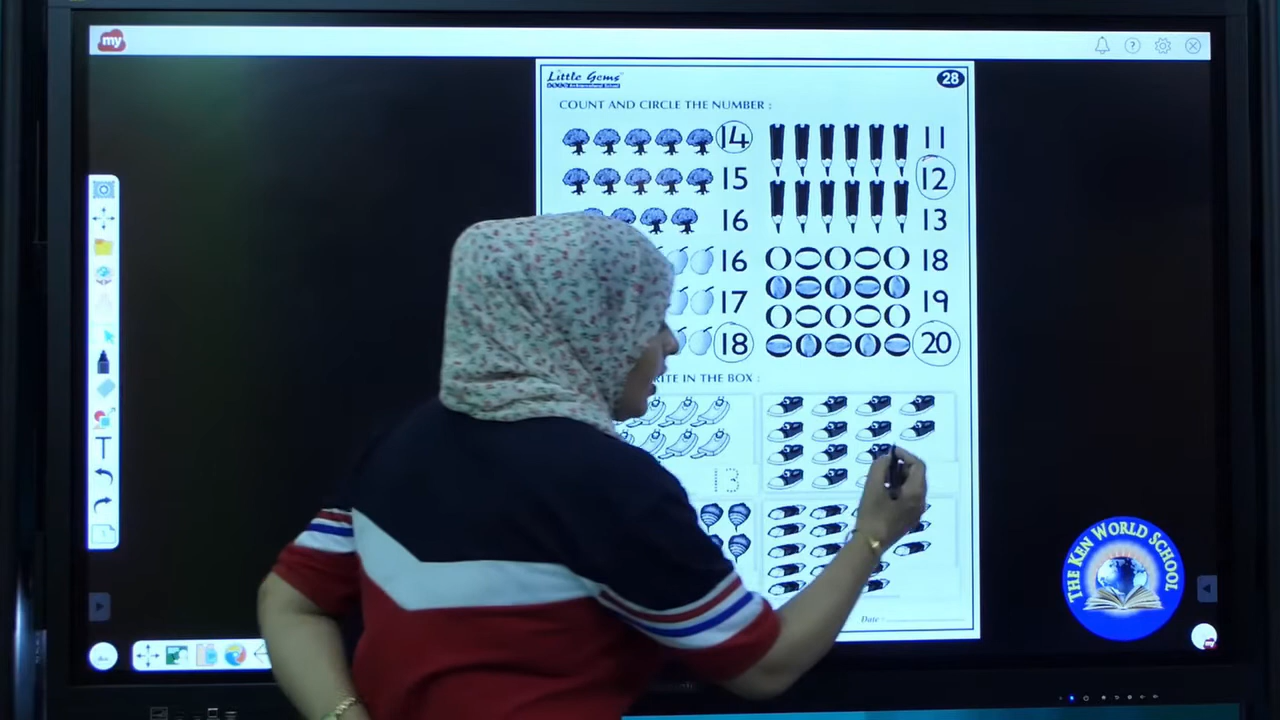 my
Little Gems
28
COUNT AND CIRCLE THE NUMBER :
14
15
16
16
17
18
11
12
13
18
19
20
RITE IN THE BOX :
13
Date :
T
THE KEN WORLD SCHOOL